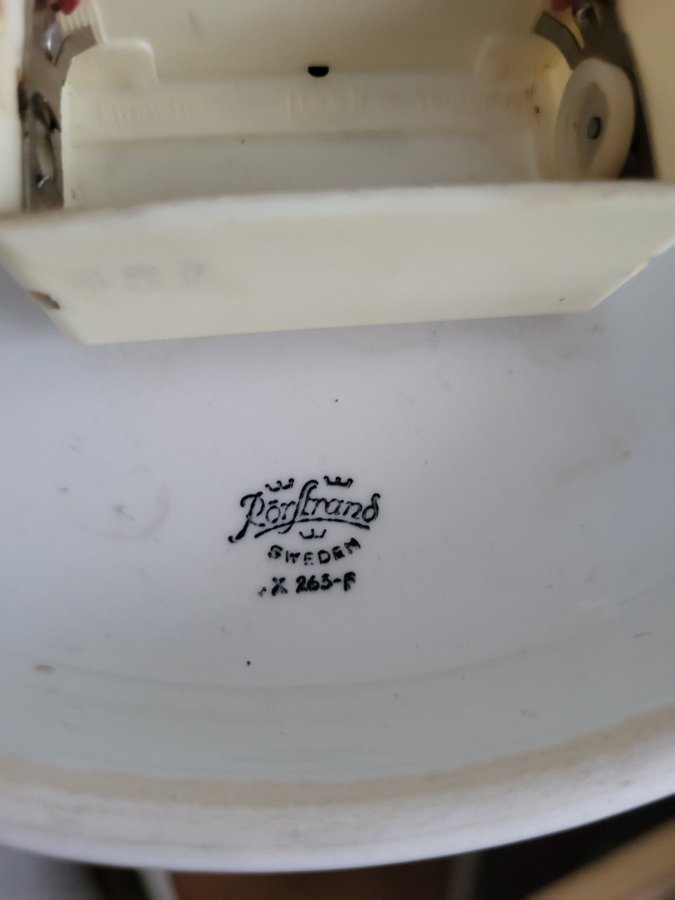 Rörstrand
SWEDEN
X 263-F